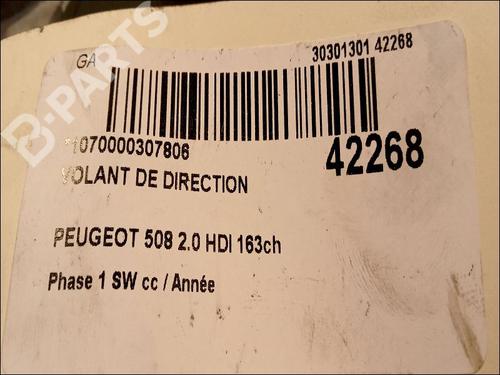 GA
30301301 42268
B-PARTS
1070000307806
42268
VOLANT DE DIRECTION
PEUGEOT 508 2.0 HDI 163ch
Phase 1 SW cc / Année